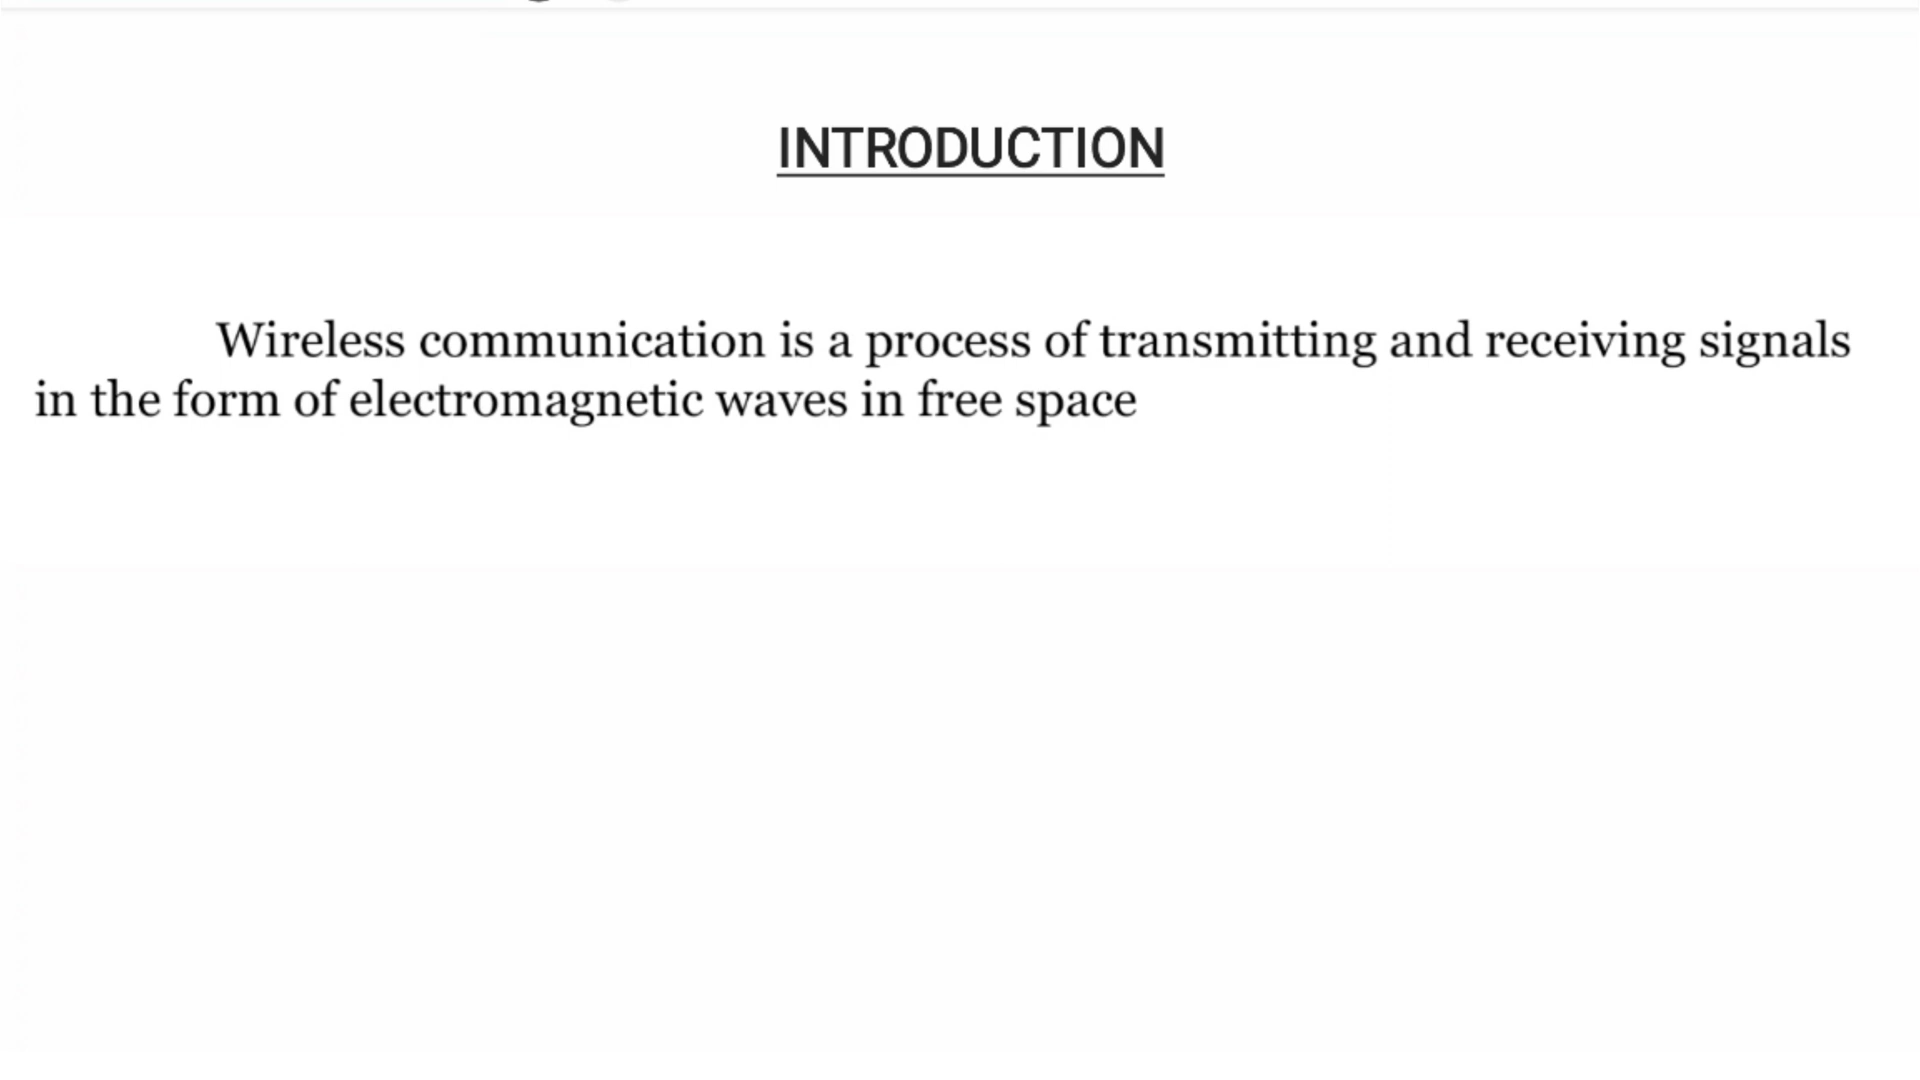 INTRODUCTION
Wireless communication is a process of transmitting and receiving signals
in the form of electromagnetic waves in free space